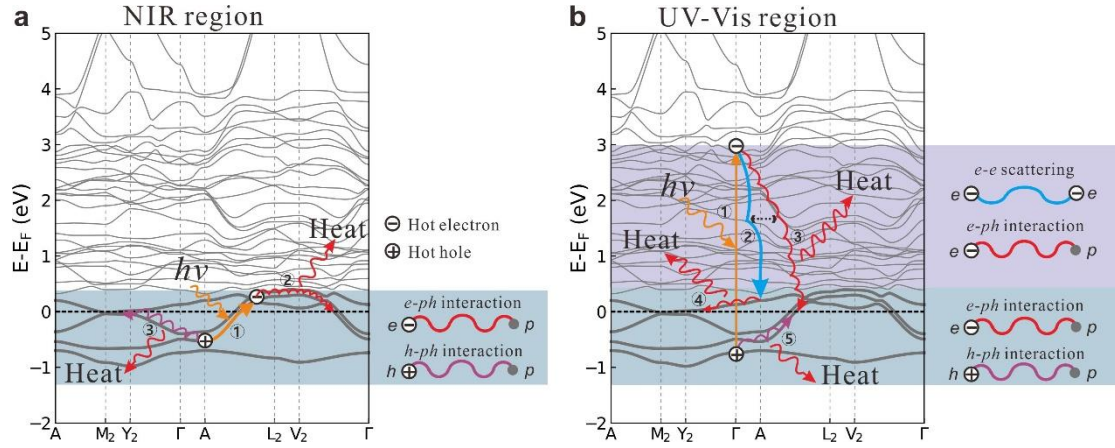 a
NIR region
E-E_F (eV)
5
4
3
2
1
0
−1
−2
A
M₂
Y₂
Γ
A
L₂
V₂
Γ
hν
Heat
Heat
①
2
③
⊖ Hot electron
⊕ Hot hole
e-ph interaction
e
p
h-ph interaction
h
p
b
UV-Vis region
E-E_F (eV)
5
4
3
2
1
0
−1
−2
A
M₂
Y₂
Γ
A
L₂
V₂
Γ
hν
Heat
Heat
Heat
①
②
③
④
⑤
e-e scattering
e
e
e-ph interaction
e
p
e-ph interaction
e
p
h-ph interaction
h
p